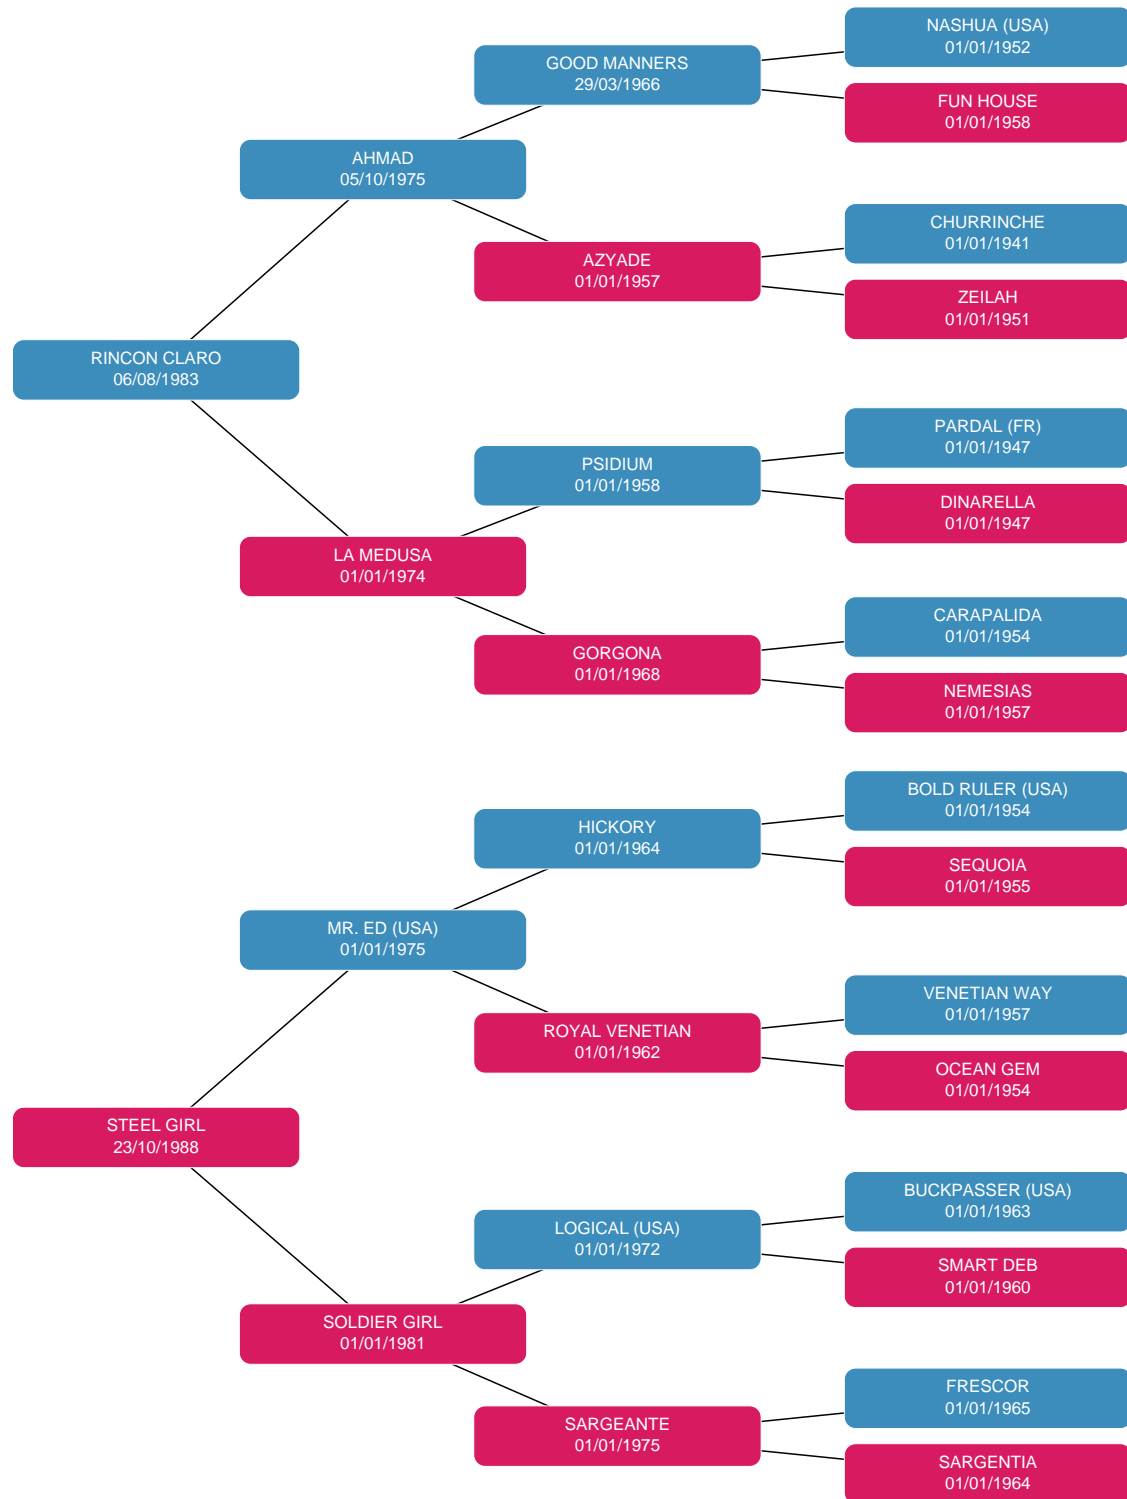 NASHUA (USA)
01/01/1952
GOOD MANNERS
29/03/1966
FUN HOUSE
01/01/1958
AHMAD
05/10/1975
CHURRINCHE
01/01/1941
AZYADE
01/01/1957
ZEILAH
01/01/1951
RINCON CLARO
06/08/1983
PARDAL (FR)
01/01/1947
PSIDIUM
01/01/1958
DINARELLA
01/01/1947
LA MEDUSA
01/01/1974
CARAPALIDA
01/01/1954
GORGONA
01/01/1968
NEMESIAS
01/01/1957
BOLD RULER (USA)
01/01/1954
HICKORY
01/01/1964
SEQUOIA
01/01/1955
MR. ED (USA)
01/01/1975
VENETIAN WAY
01/01/1957
ROYAL VENETIAN
01/01/1962
OCEAN GEM
01/01/1954
STEEL GIRL
23/10/1988
BUCKPASSER (USA)
01/01/1963
LOGICAL (USA)
01/01/1972
SMART DEB
01/01/1960
SOLDIER GIRL
01/01/1981
FRESCOR
01/01/1965
SARGEANTE
01/01/1975
SARGENTIA
01/01/1964